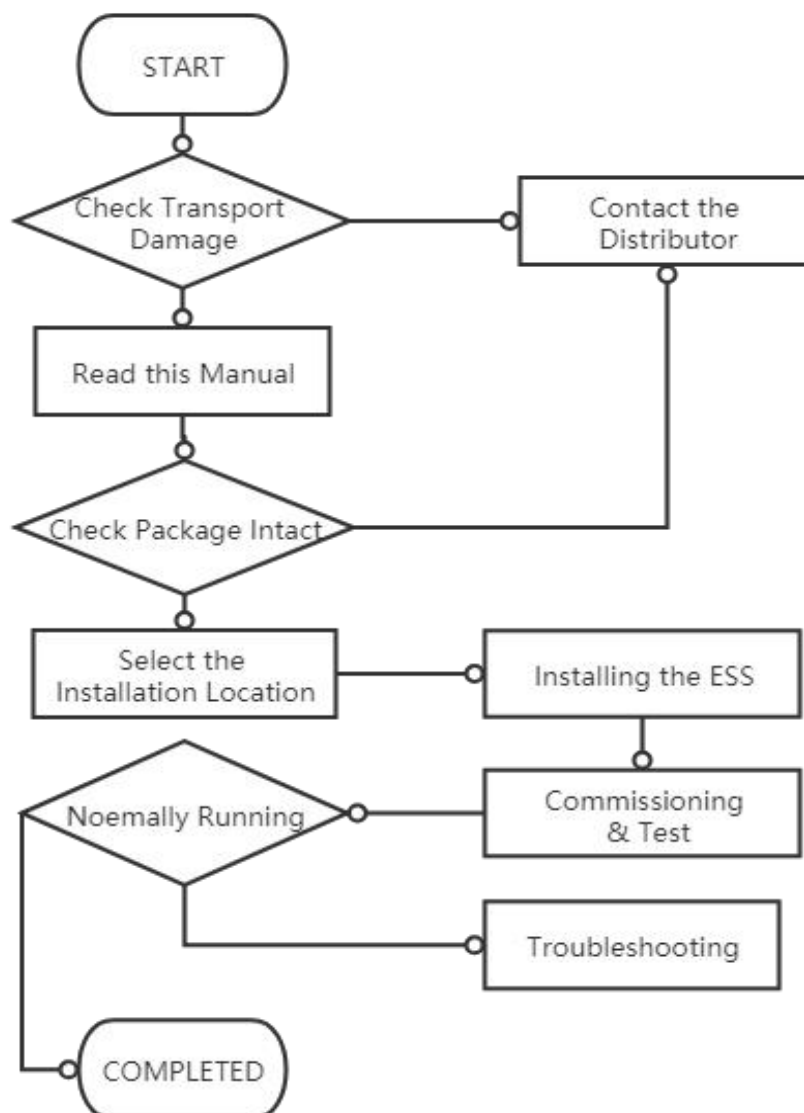 START
Check Transport
Damage
Contact the
Distributor
Read this Manual
Check Package Intact
Select the
Installation Location
Installing the ESS
Commissioning
& Test
Noemally Running
Troubleshooting
COMPLETED